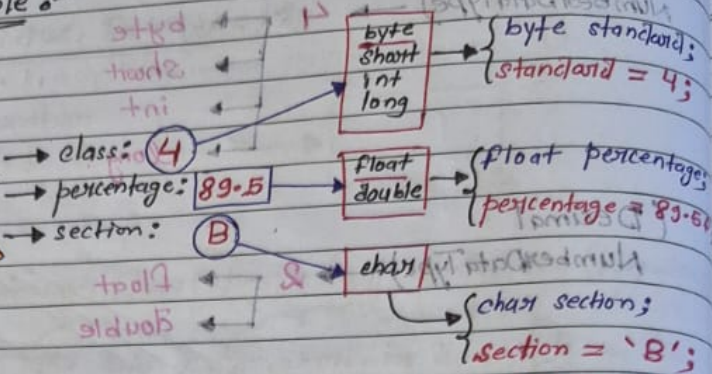 byte
short
int
long
byte standard;
standard = 4;
→ class: 4
→ percentage: 89.5
float
double
float percentage;
percentage = 89.5
→ section: B
char
char section;
section = 'B';